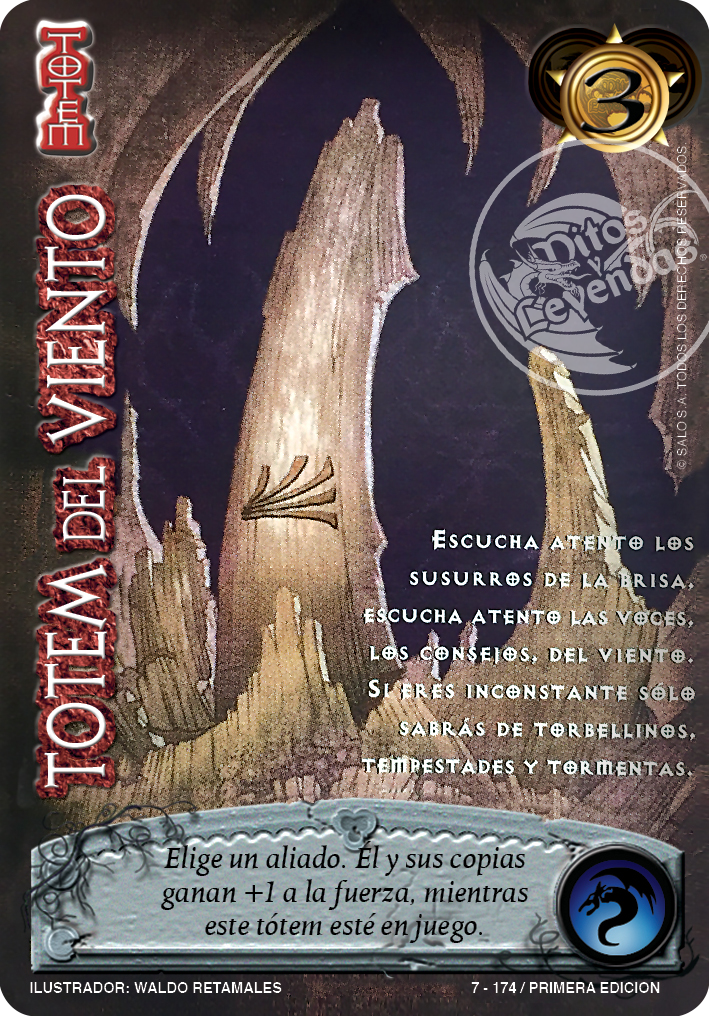 TOTEM
3
TOTEM DEL VIENTO
Mitos
y
Leyendas
®
© SALO S.A. TODOS LOS DERECHOS RESERVADOS
Escucha atento los
susurros de la brisa,
escucha atento las voces,
los consejos, del viento.
Si eres inconstante sólo
sabrás de torbellinos,
tempestades y tormentas.
Elige un aliado. Él y sus copias
ganan +1 a la fuerza, mientras
este tótem esté en juego.
ILUSTRADOR: WALDO RETAMALES
7 - 174 / PRIMERA EDICION